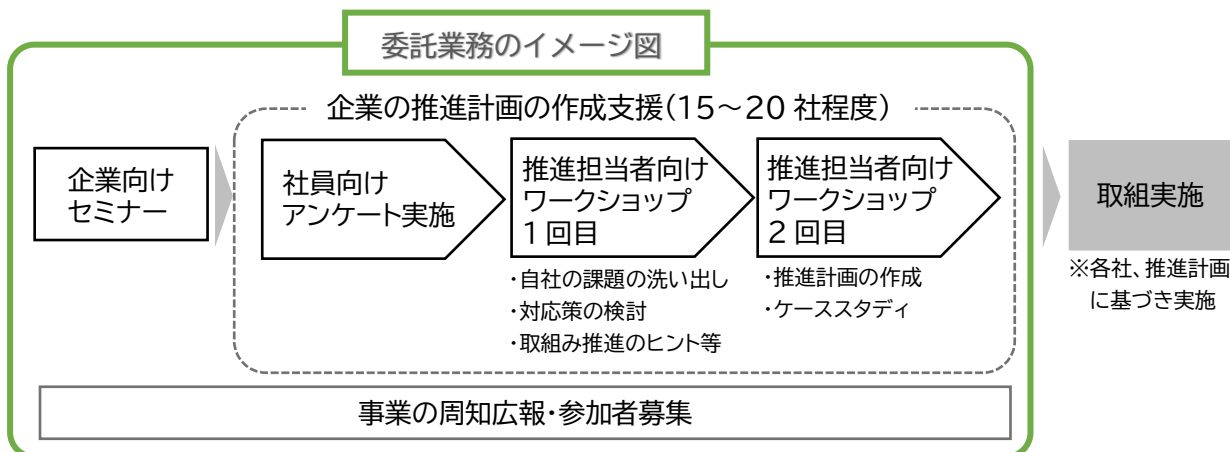 委託業務のイメージ図
企業の推進計画の作成支援(15～20 社程度)
企業向け
セミナー
社員向け
アンケート実施
推進担当者向け
ワークショップ
1 回目
・自社の課題の洗い出し
・対応策の検討
・取組み推進のヒント等
推進担当者向け
ワークショップ
2 回目
・推進計画の作成
・ケーススタディ
取組実施
※各社、推進計画
に基づき実施
事業の周知広報・参加者募集